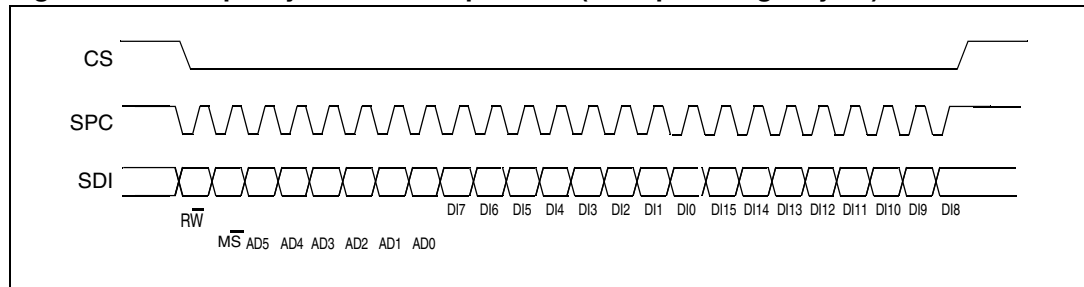 CS
SPC
SDI
DI7 DI6 DI5 DI4 DI3 DI2 DI1 DI0 DI15 DI14 DI13 DI12 DI11 DI10 DI9 DI8
RW̅
MS̅ AD5 AD4 AD3 AD2 AD1 AD0